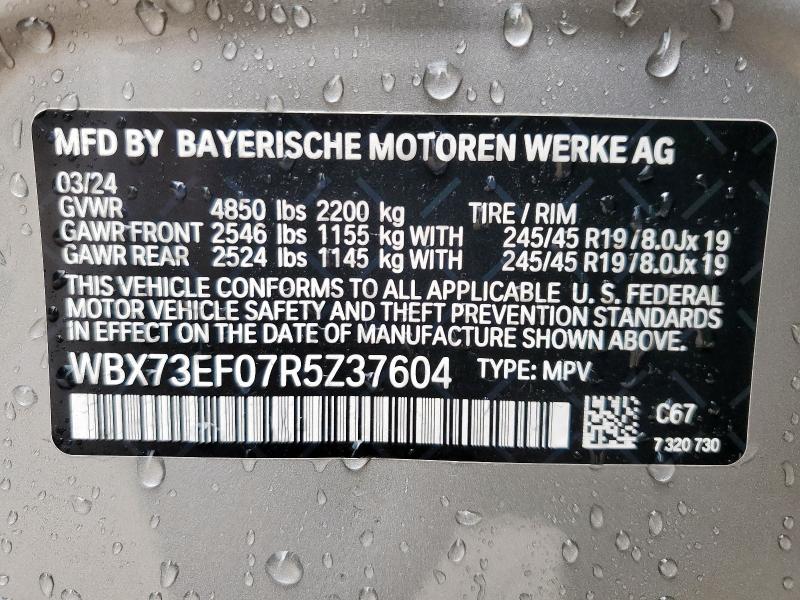 MFD BY BAYERISCHE MOTOREN WERKE AG
03/24
GVWR 4850 lbs 2200 kg TIRE / RIM
GAWR FRONT 2546 lbs 1155 kg WITH 245/45 R19 / 8.0Jx19
GAWR REAR 2524 lbs 1145 kg WITH 245/45 R19 / 8.0Jx19
THIS VEHICLE CONFORMS TO ALL APPLICABLE U. S. FEDERAL
MOTOR VEHICLE SAFETY AND THEFT PREVENTION STANDARDS
IN EFFECT ON THE DATE OF MANUFACTURE SHOWN ABOVE.
WBX73EF07R5Z37604 TYPE: MPV
C67
7 320 730